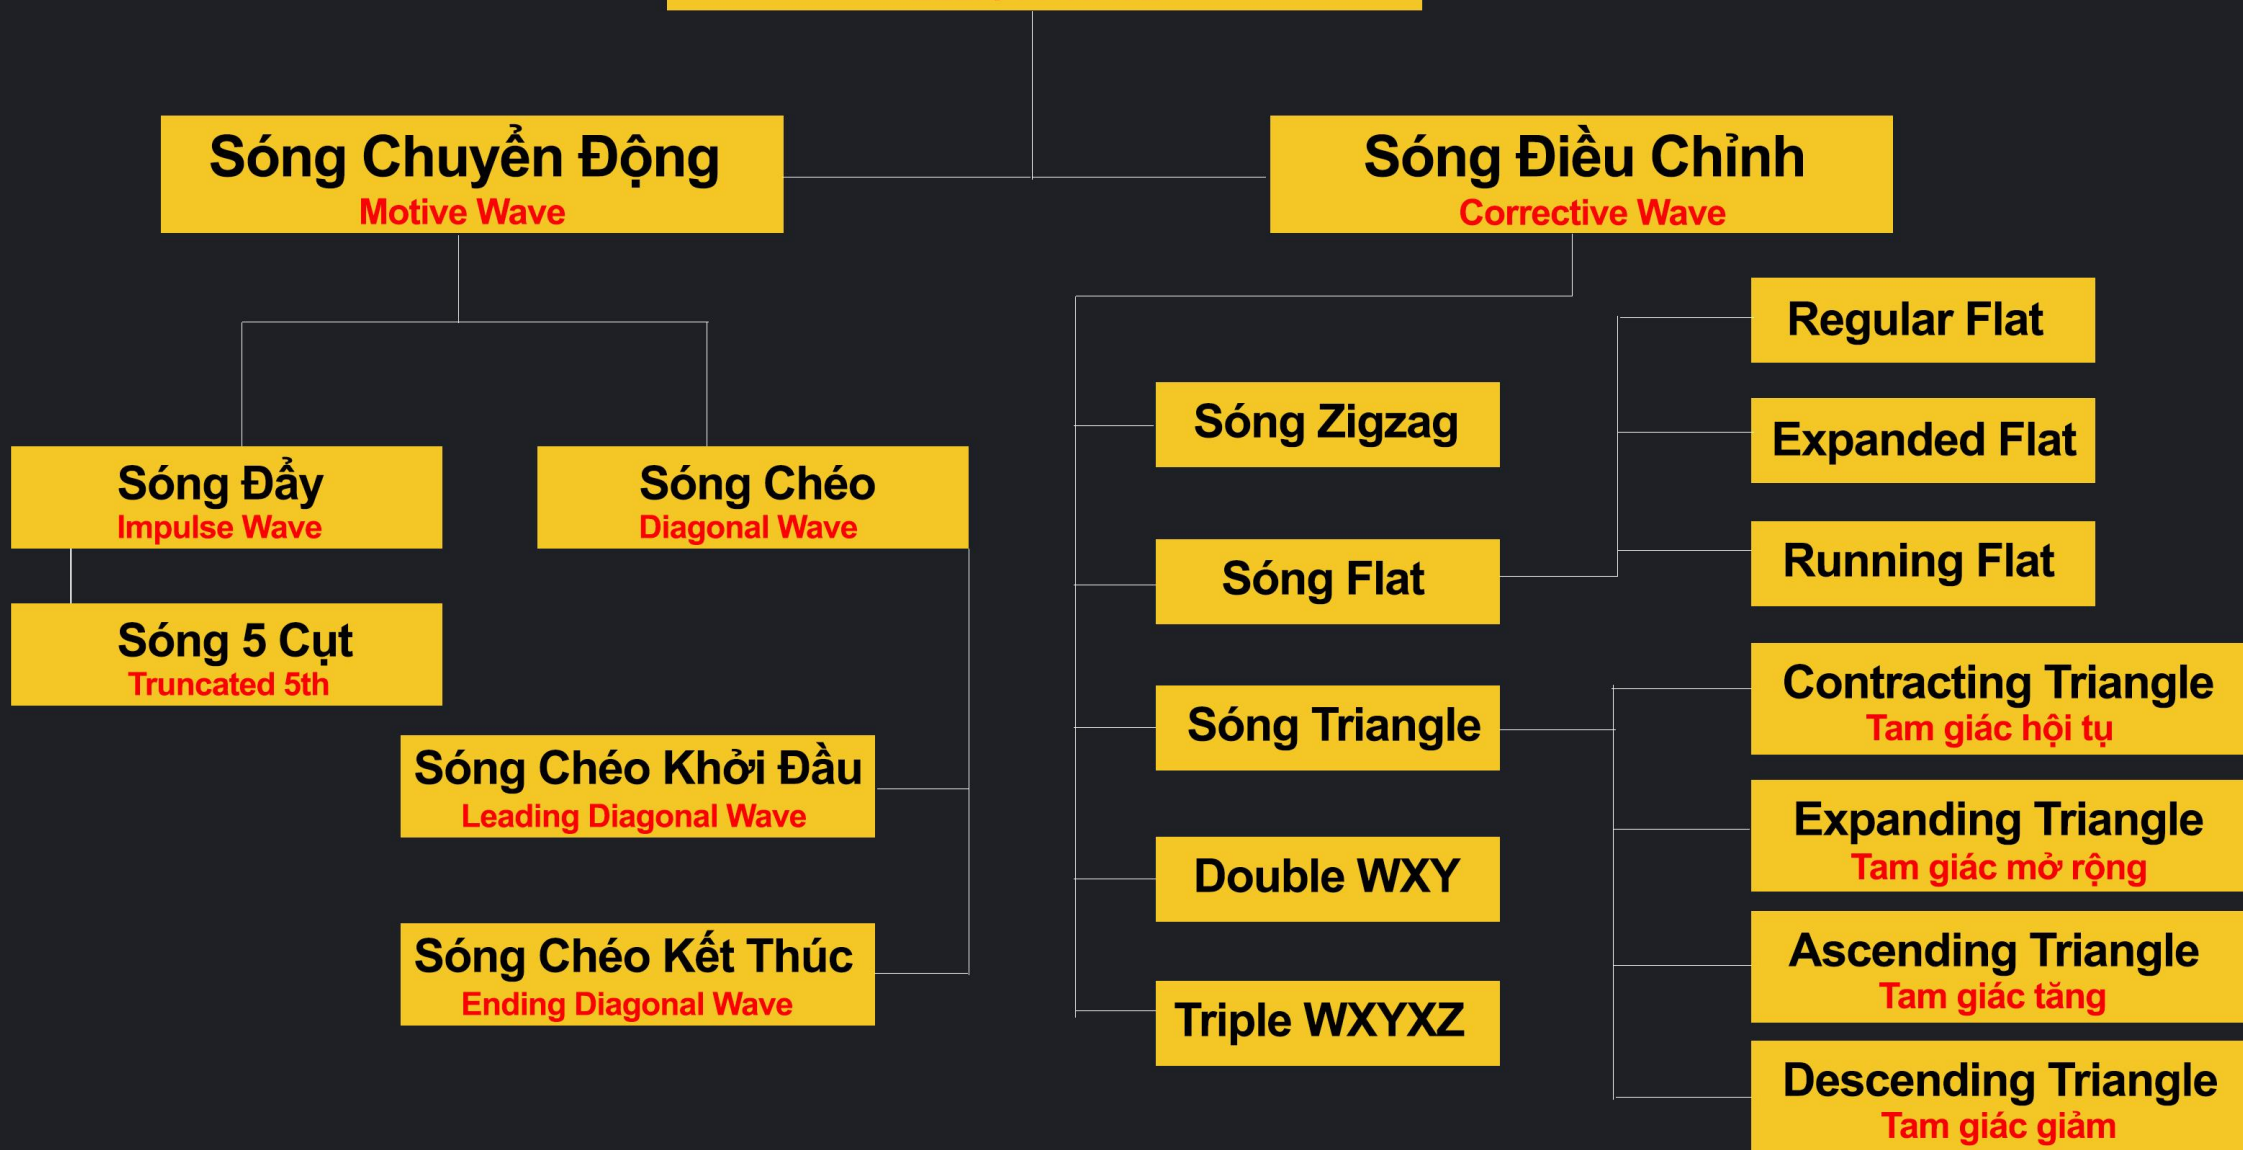 Sóng Chuyển Động
Motive Wave
Sóng Điều Chỉnh
Corrective Wave
Sóng Đẩy
Impulse Wave
Sóng 5 Cụt
Truncated 5th
Sóng Chéo
Diagonal Wave
Sóng Chéo Khởi Đầu
Leading Diagonal Wave
Sóng Chéo Kết Thúc
Ending Diagonal Wave
Sóng Zigzag
Sóng Flat
Sóng Triangle
Double WXY
Triple WXYXZ
Regular Flat
Expanded Flat
Running Flat
Contracting Triangle
Tam giác hội tụ
Expanding Triangle
Tam giác mở rộng
Ascending Triangle
Tam giác tăng
Descending Triangle
Tam giác giảm